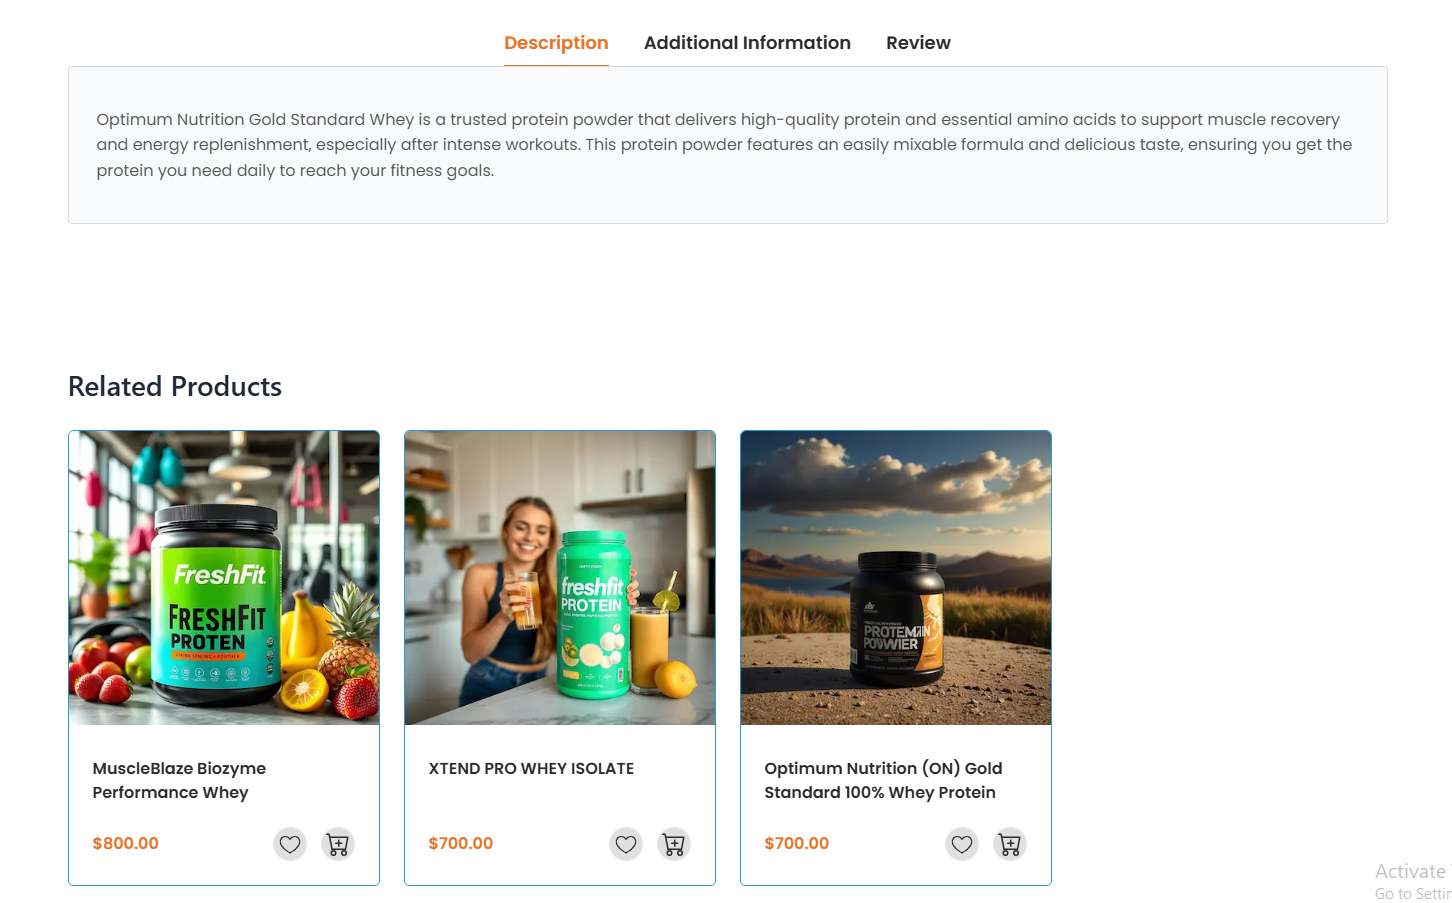 Description Additional Information Review
Optimum Nutrition Gold Standard Whey is a trusted protein powder that delivers high-quality protein and essential amino acids to support muscle recovery
and energy replenishment, especially after intense workouts. This protein powder features an easily mixable formula and delicious taste, ensuring you get the
protein you need daily to reach your fitness goals.
Related Products
FreshFit
FRESHFIT
PROTEN
freshfit
PROTEIN
MuscleBlaze Biozyme
Performance Whey
$800.00
XTEND PRO WHEY ISOLATE
$700.00
Optimum Nutrition (ON) Gold
Standard 100% Whey Protein
$700.00
Activate
Go to Settin